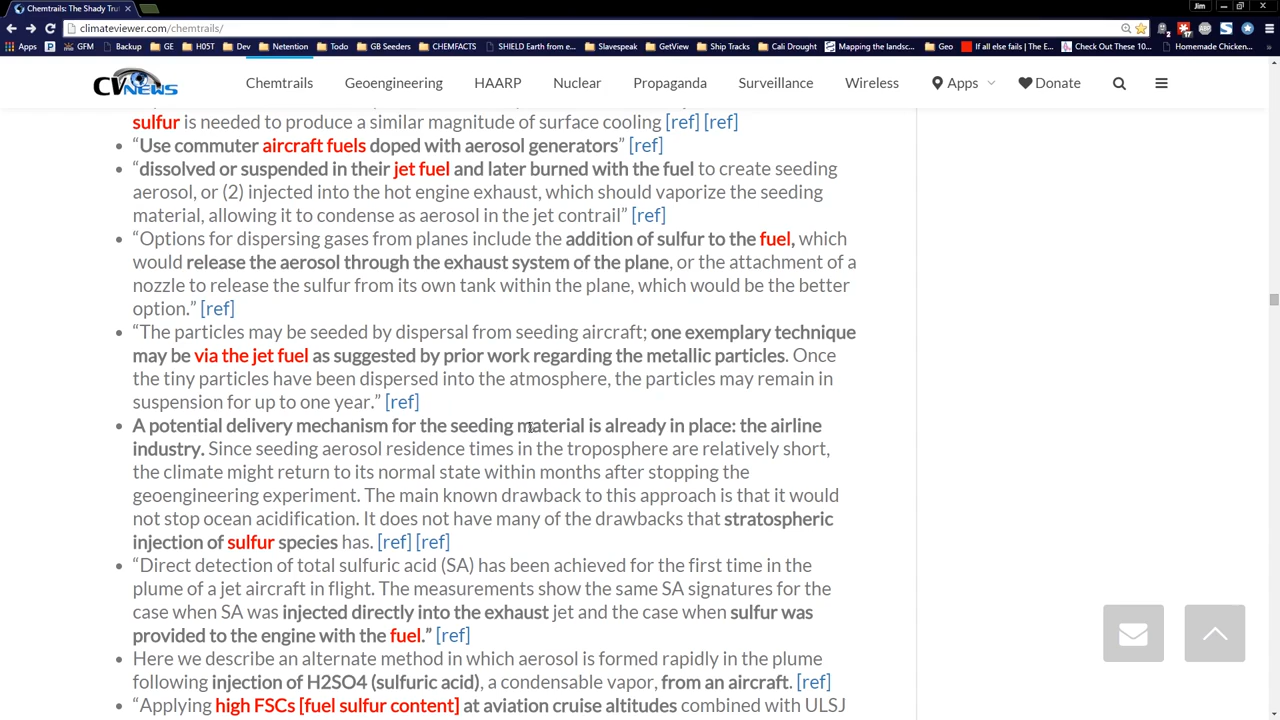 Chemtrails: The Shady Tru
Jim
climateviewer.com/chemtrails/
Apps GFM Backup GE H05T Dev Netention Todo GB Seeders CHEMFACTS SHIELD Earth from e... Slavespeak GetView Ship Tracks Cali Drought Mapping the landsc... Geo If all else fails | The E... Check Out These 10... Homemade Chicken...
CV NEWS Chemtrails Geoengineering HAARP Nuclear Propaganda Surveillance Wireless Apps Donate
sulfur is needed to produce a similar magnitude of surface cooling [ref] [ref]
• “Use commuter aircraft fuels doped with aerosol generators” [ref]
• “dissolved or suspended in their jet fuel and later burned with the fuel to create seeding
aerosol, or (2) injected into the hot engine exhaust, which should vaporize the seeding
material, allowing it to condense as aerosol in the jet contrail” [ref]
• “Options for dispersing gases from planes include the addition of sulfur to the fuel, which
would release the aerosol through the exhaust system of the plane, or the attachment of a
nozzle to release the sulfur from its own tank within the plane, which would be the better
option.” [ref]
• “The particles may be seeded by dispersal from seeding aircraft; one exemplary technique
may be via the jet fuel as suggested by prior work regarding the metallic particles. Once
the tiny particles have been dispersed into the atmosphere, the particles may remain in
suspension for up to one year.” [ref]
• A potential delivery mechanism for the seeding material is already in place: the airline
industry. Since seeding aerosol residence times in the troposphere are relatively short,
the climate might return to its normal state within months after stopping the
geoengineering experiment. The main known drawback to this approach is that it would
not stop ocean acidification. It does not have many of the drawbacks that stratospheric
injection of sulfur species has. [ref] [ref]
• “Direct detection of total sulfuric acid (SA) has been achieved for the first time in the
plume of a jet aircraft in flight. The measurements show the same SA signatures for the
case when SA was injected directly into the exhaust jet and the case when sulfur was
provided to the engine with the fuel.” [ref]
• Here we describe an alternate method in which aerosol is formed rapidly in the plume
following injection of H2SO4 (sulfuric acid), a condensable vapor, from an aircraft. [ref]
• “Applying high FSCs [fuel sulfur content] at aviation cruise altitudes combined with ULSJ